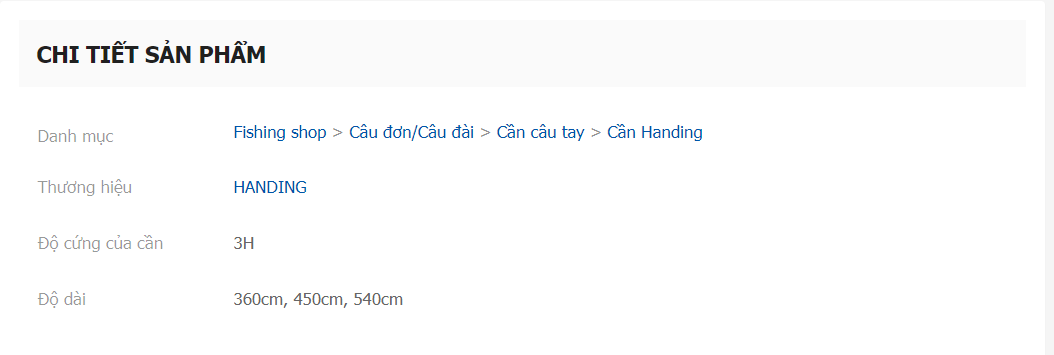 CHI TIẾT SẢN PHẨM
Danh mục Fishing shop > Câu đơn/Câu đài > Cần câu tay > Cần Handing
Thương hiệu HANDING
Độ cứng của cần 3H
Độ dài 360cm, 450cm, 540cm